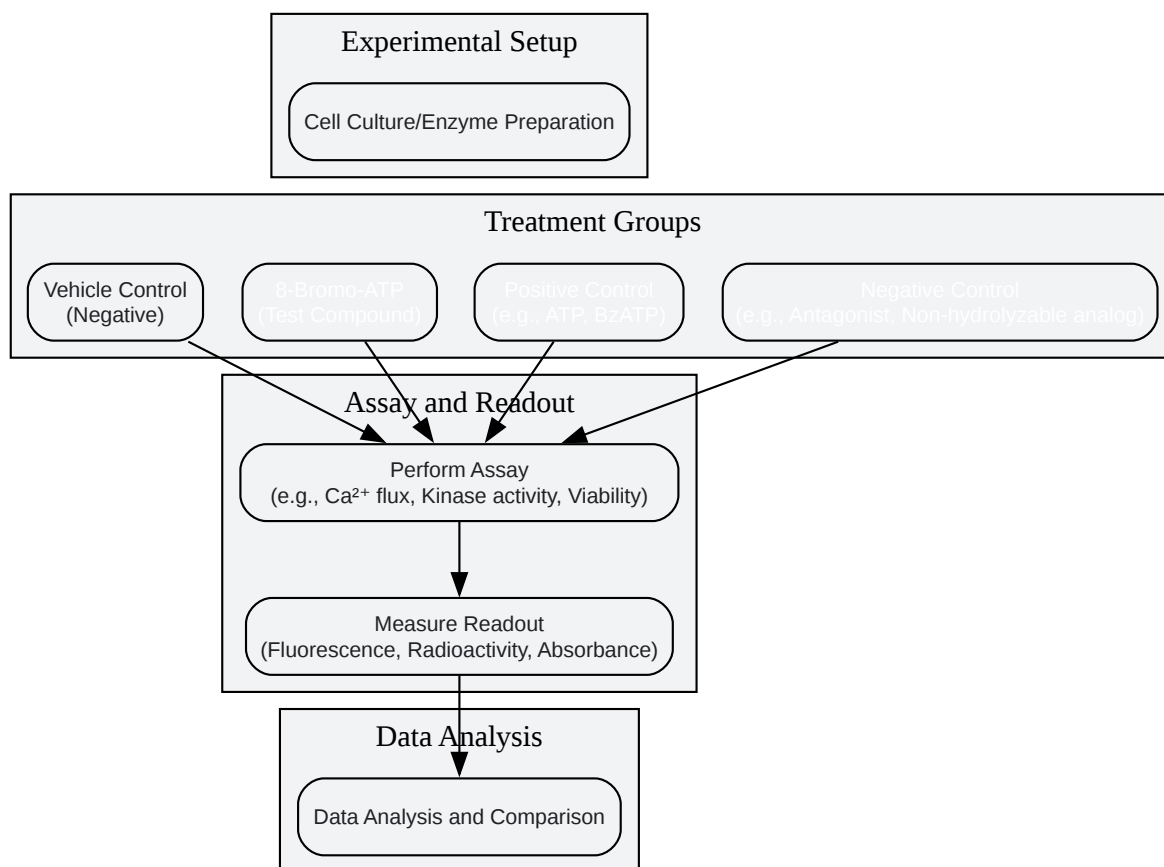 Experimental Setup
Cell Culture/Enzyme Preparation
Treatment Groups
Vehicle Control
(Negative)
8-Bromo-ATP
(Test Compound)
Positive Control
(e.g., ATP, BzATP)
Negative Control
(e.g., Antagonist, Non-hydrolyzable analog)
Assay and Readout
Perform Assay
(e.g., Ca²⁺ flux, Kinase activity, Viability)
Measure Readout
(Fluorescence, Radioactivity, Absorbance)
Data Analysis
Data Analysis and Comparison